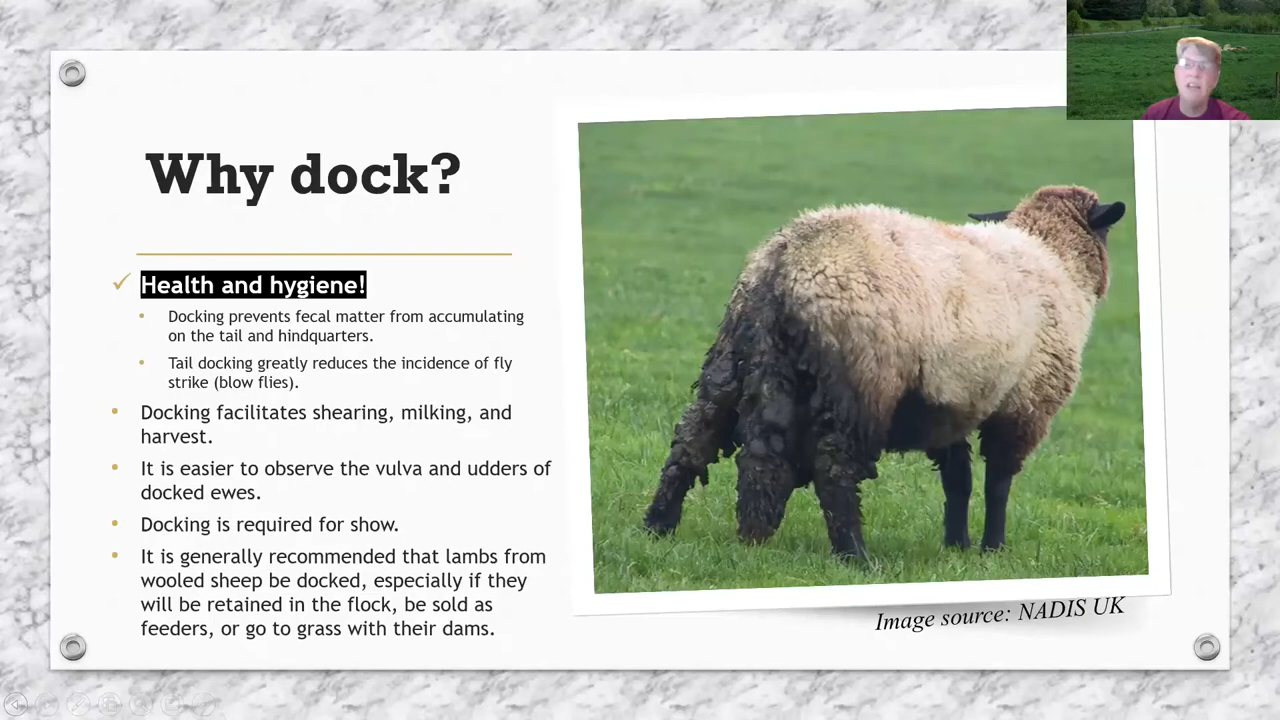 Why dock?
Health and hygiene!
Docking prevents fecal matter from accumulating
on the tail and hindquarters.
Tail docking greatly reduces the incidence of fly
strike (blow flies).
Docking facilitates shearing, milking, and
harvest.
It is easier to observe the vulva and udders of
docked ewes.
Docking is required for show.
It is generally recommended that lambs from
wooled sheep be docked, especially if they
will be retained in the flock, be sold as
feeders, or go to grass with their dams.
Image source: NADIS UK